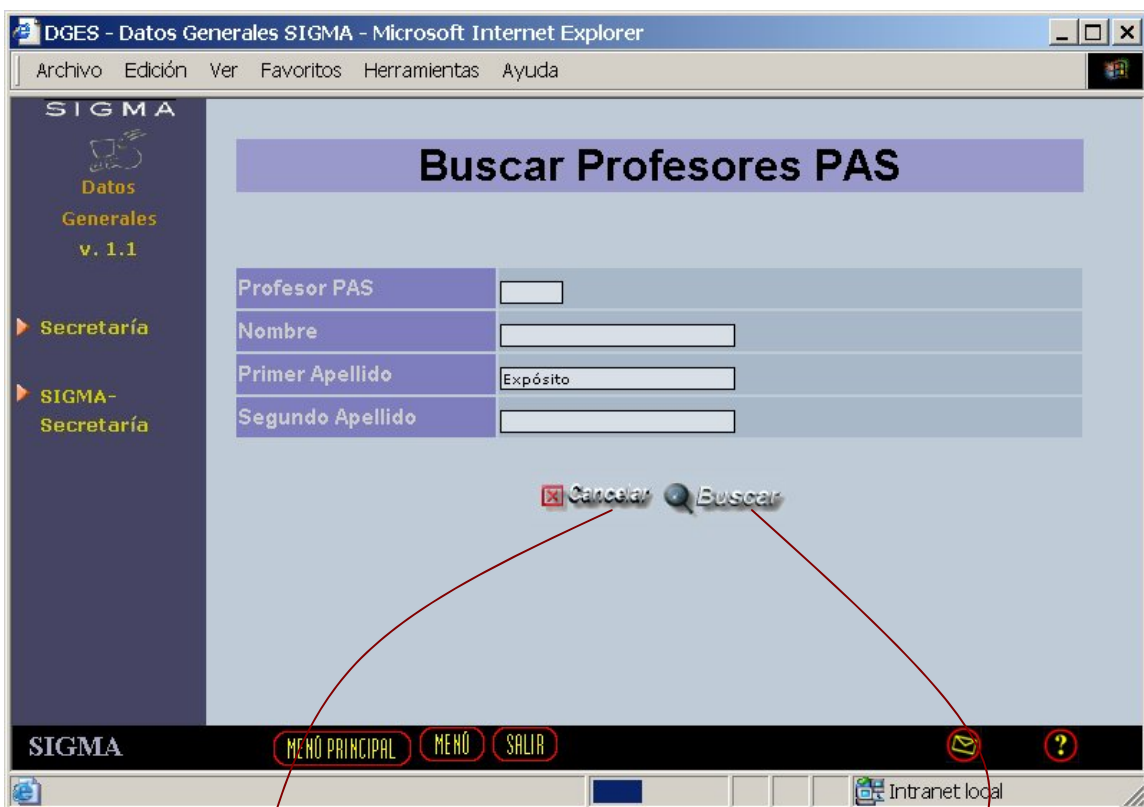 DGES - Datos Generales SIGMA - Microsoft Internet Explorer
Archivo Edición Ver Favoritos Herramientas Ayuda
SIGMA
Datos
Generales
v. 1.1
Secretaría
SIGMA-
Secretaría
Buscar Profesores PAS
Profesor PAS
Nombre
Primer Apellido Expósito
Segundo Apellido
Cancelar Buscar
SIGMA MENÚ PRINCIPAL MENÚ SALIR ?
Intranet local